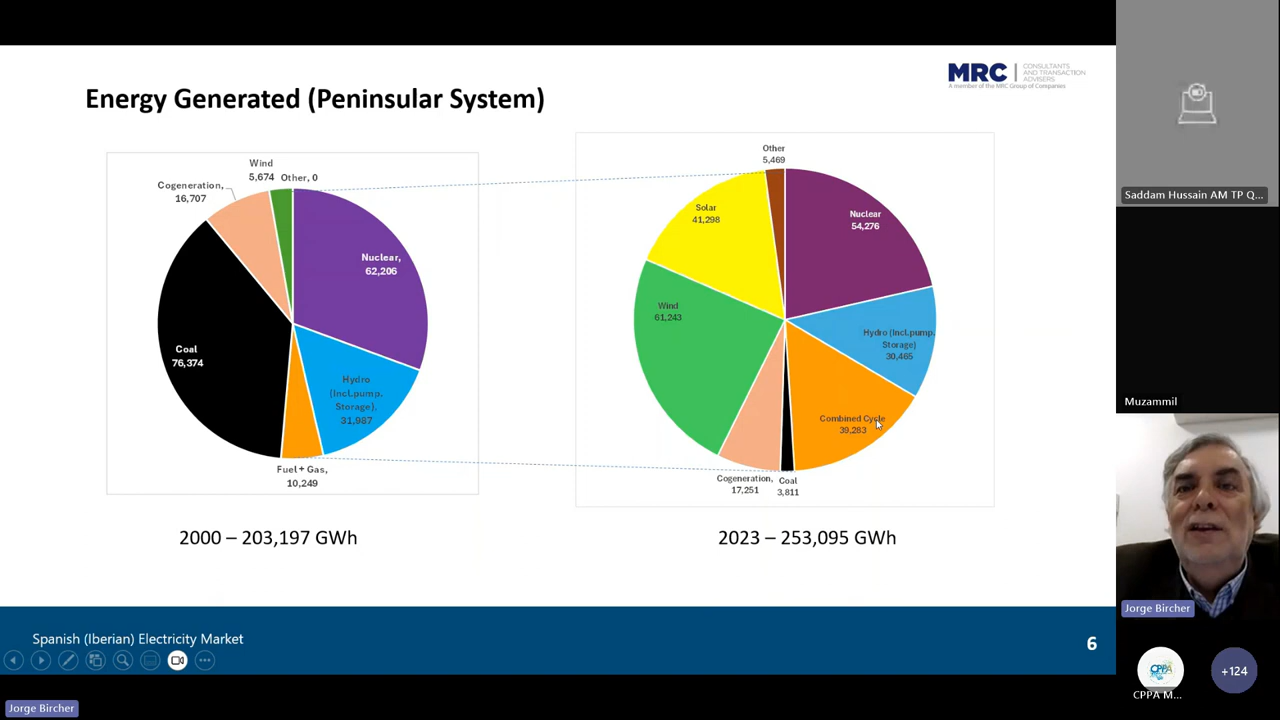 Energy Generated (Peninsular System)
MRC
CONSULTANTS
AND TRANSACTION
ADVISERS
A member of the MRC Group of Companies
Wind
5,674
Other, 0
Cogeneration,
16,707
Nuclear,
62,206
Coal
76,374
Hydro
(Incl.pump.
Storage),
31,987
Fuel + Gas,
10,249
2000 – 203,197 GWh
Other
5,469
Solar
41,298
Nuclear
54,276
Wind
61,243
Hydro (Incl.pump.
Storage)
30,465
Combined Cycle
39,283
Cogeneration,
17,251
Coal
3,811
2023 – 253,095 GWh
Spanish (Iberian) Electricity Market
6
Jorge Bircher
Saddam Hussain AM TP Q...
Muzammil
Jorge Bircher
CPPA
CPPA M...
+124